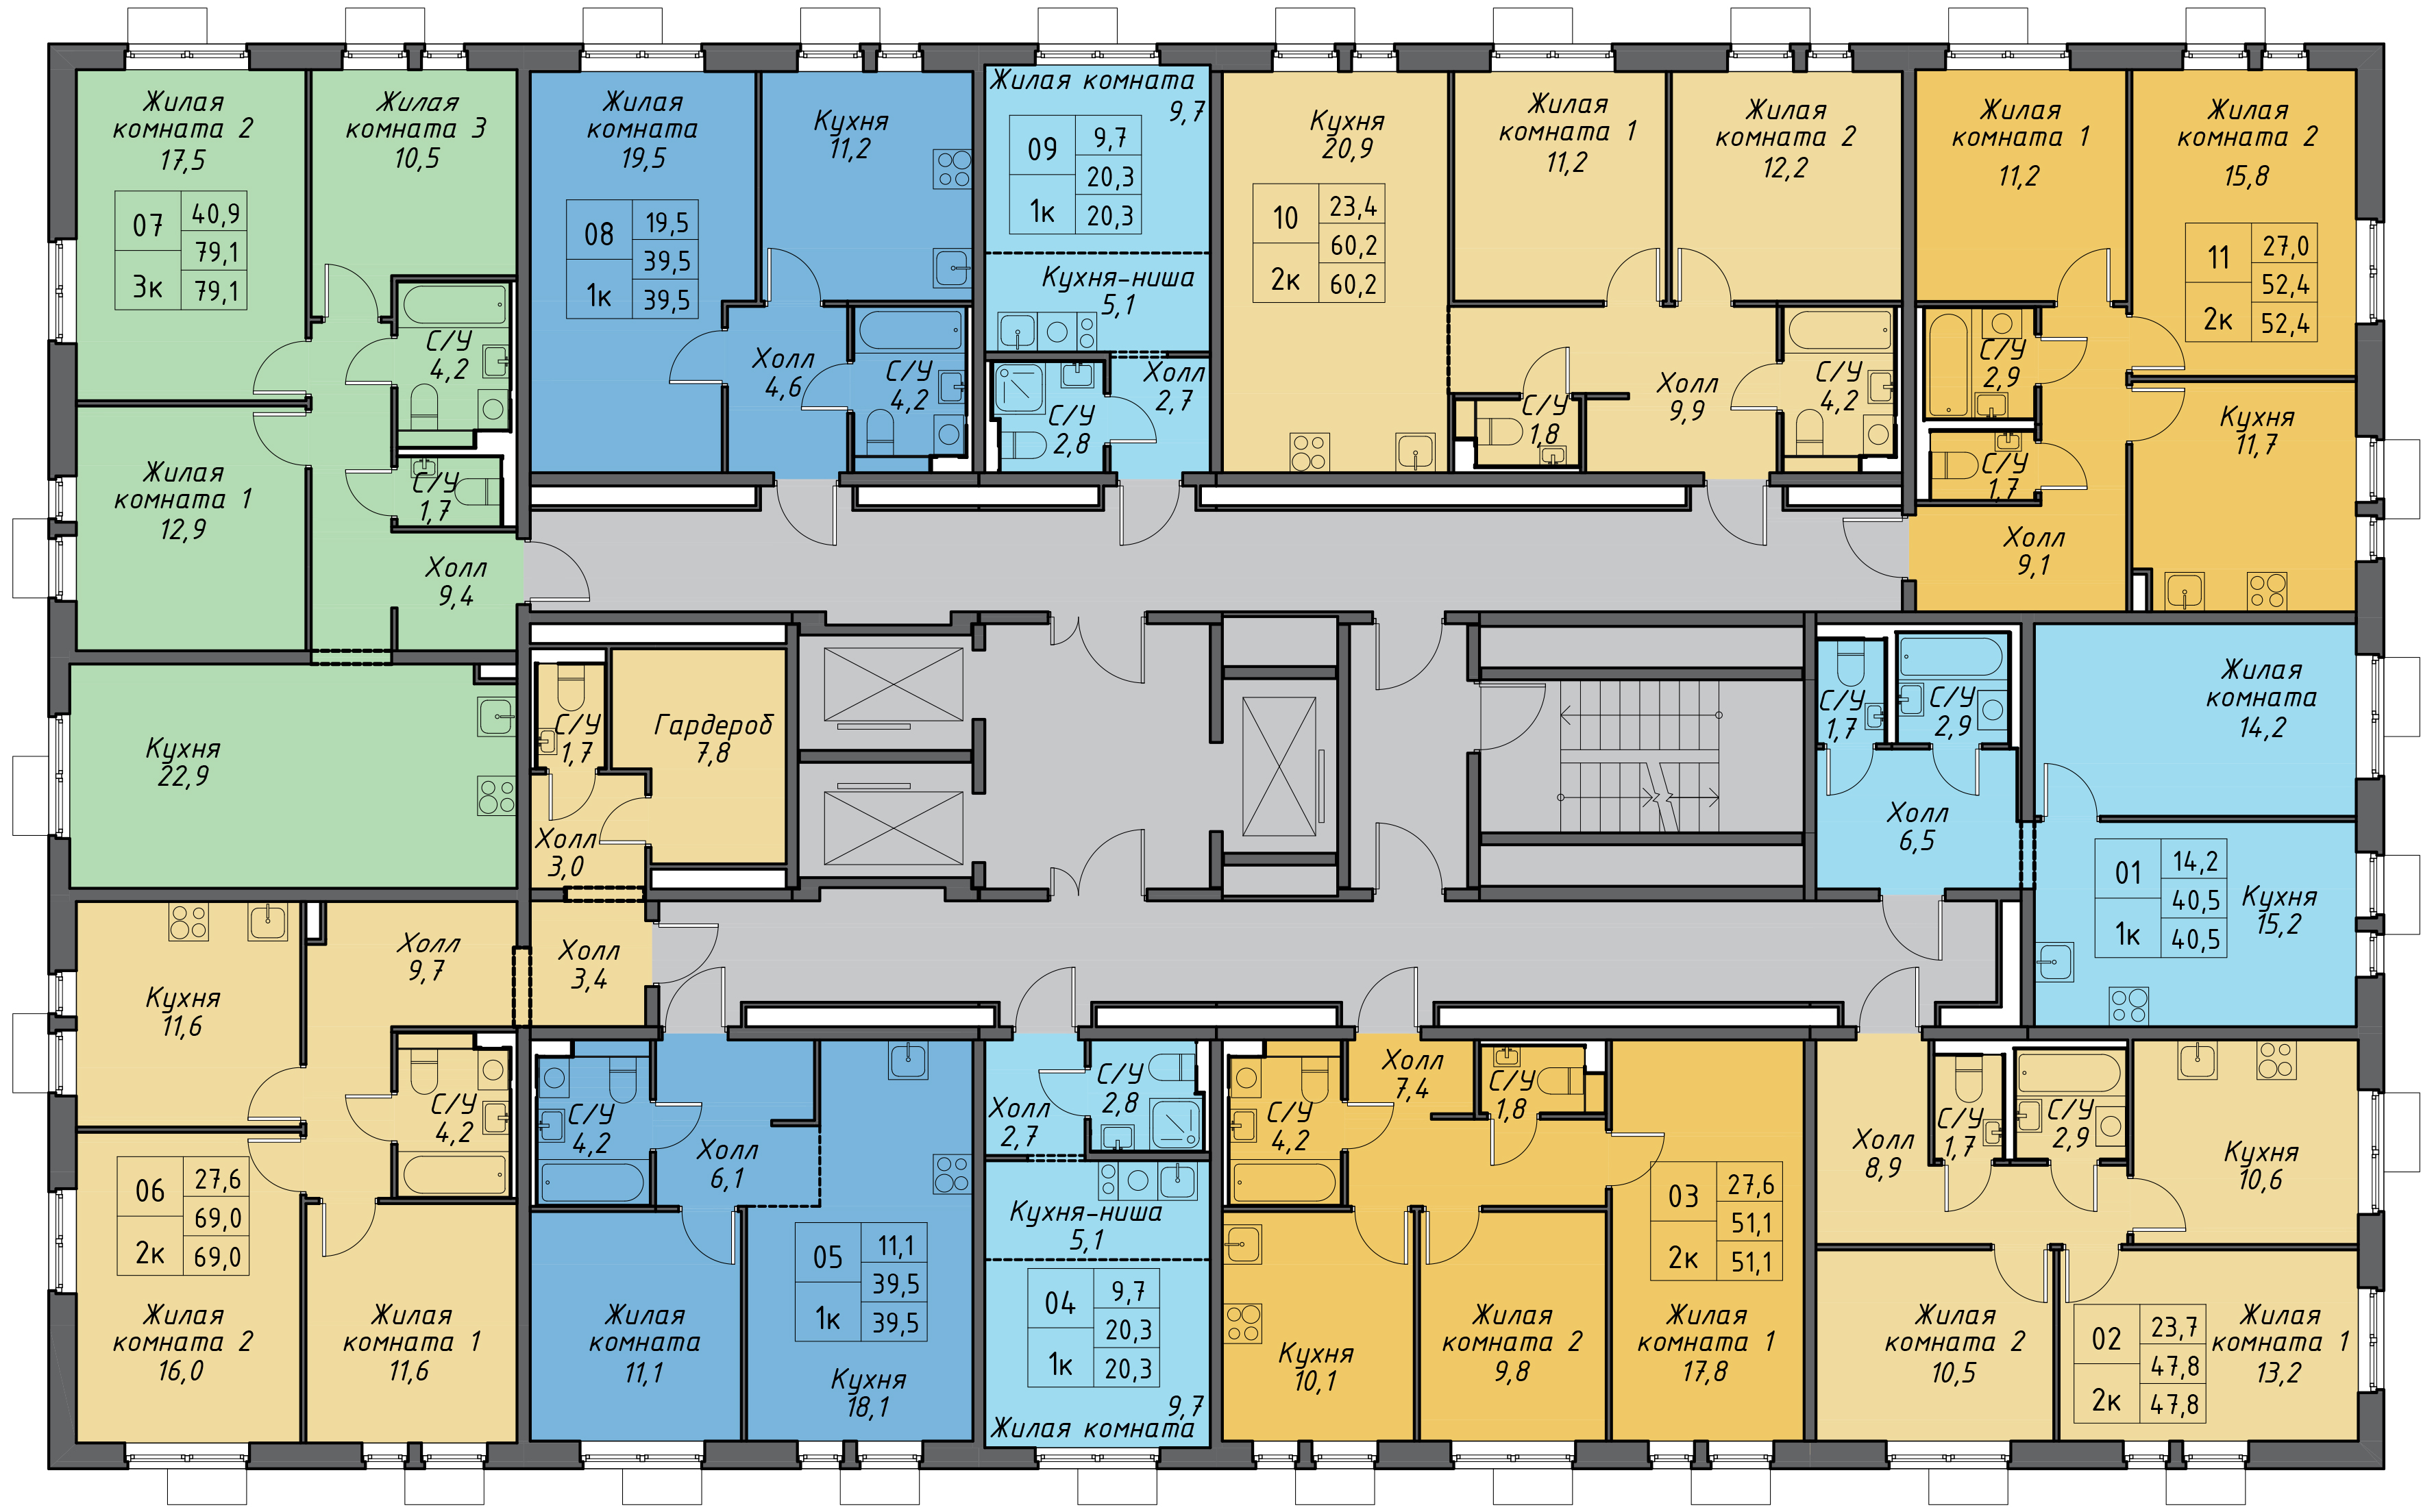 Жилая
комната 2
17,5
07
40,9
79,1
3к
79,1
Жилая
комната 3
10,5
С/У
4,2
Жилая
комната 1
12,9
С/У
1,7
Холл
9,4
Кухня
22,9
Жилая
комната
19,5
08
19,5
39,5
1к
39,5
Кухня
11,2
Холл
4,6
С/У
4,2
Жилая комната
9,7
09
9,7
20,3
1к
20,3
Кухня-ниша
5,1
Холл
2,7
С/У
2,8
Кухня
20,9
10
23,4
60,2
2к
60,2
Жилая
комната 1
11,2
Жилая
комната 2
12,2
С/У
1,8
Холл
9,9
С/У
4,2
Жилая
комната 1
11,2
Жилая
комната 2
15,8
11
27,0
52,4
2к
52,4
С/У
2,9
С/У
1,7
Кухня
11,7
Холл
9,1
С/У
1,7
Гардероб
7,8
Холл
3,0
Холл
3,4
С/У
1,7
С/У
2,9
Жилая
комната
14,2
Холл
6,5
01
14,2
40,5
1к
40,5
Кухня
15,2
Кухня
11,6
Холл
9,7
С/У
4,2
06
27,6
69,0
2к
69,0
Жилая
комната 2
16,0
Жилая
комната 1
11,6
С/У
4,2
Холл
6,1
05
11,1
39,5
1к
39,5
Жилая
комната
11,1
Кухня
18,1
Холл
2,7
С/У
2,8
Кухня-ниша
5,1
04
9,7
20,3
1к
20,3
9,7
Жилая комната
С/У
4,2
Холл
7,4
С/У
1,8
03
27,6
51,1
2к
51,1
Кухня
10,1
Жилая
комната 2
9,8
Жилая
комната 1
17,8
Холл
8,9
С/У
1,7
С/У
2,9
Кухня
10,6
Жилая
комната 2
10,5
02
23,7
47,8
2к
47,8
Жилая
комната 1
13,2